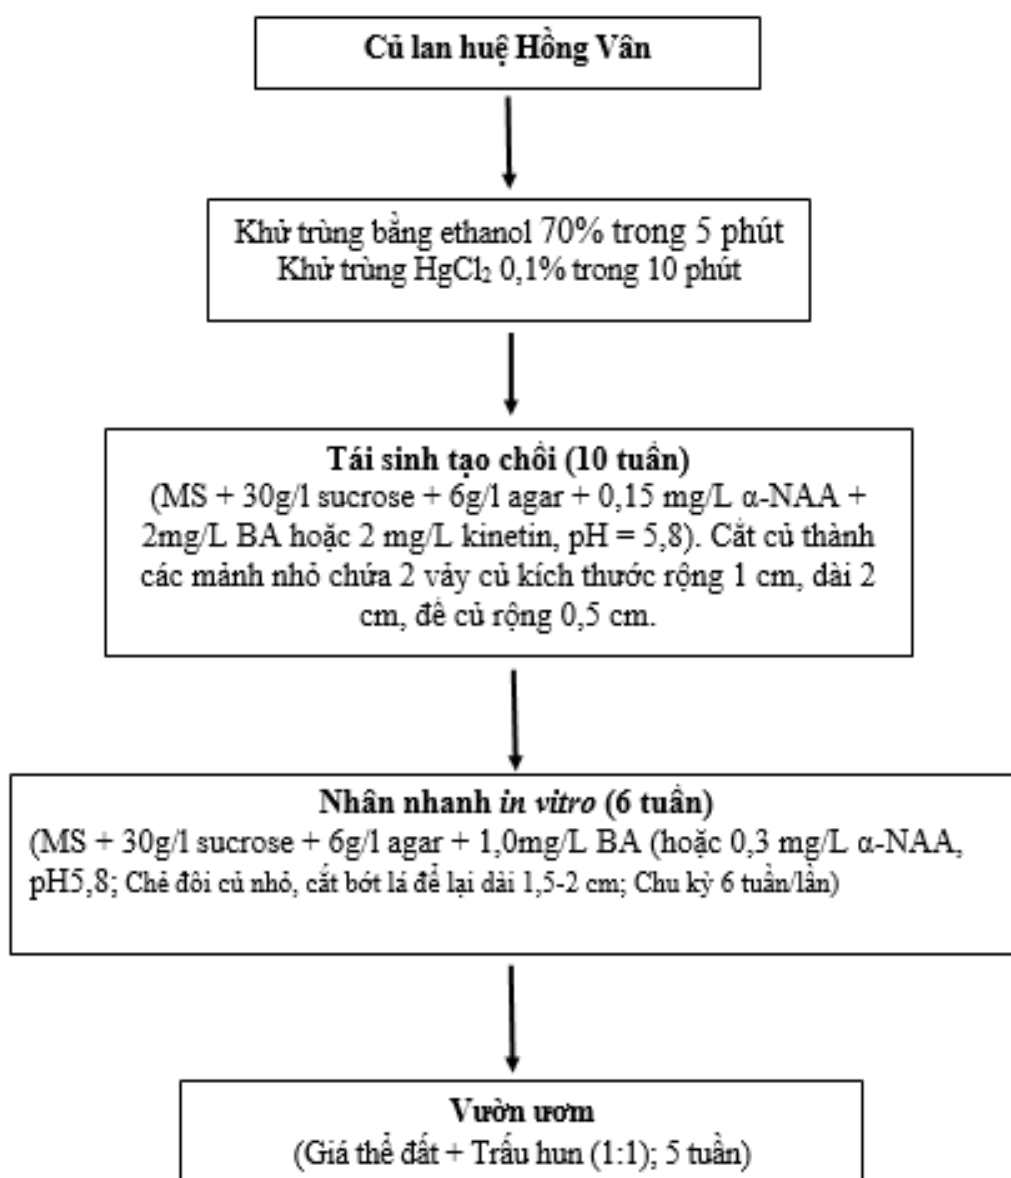 Củ lan huệ Hồng Vân
Khử trùng bằng ethanol 70% trong 5 phút
Khử trùng HgCl₂ 0,1% trong 10 phút
Tái sinh tạo chồi (10 tuần)
(MS + 30g/l sucrose + 6g/l agar + 0,15 mg/L α-NAA +
2mg/L BA hoặc 2 mg/L kinetin, pH = 5,8). Cắt củ thành
các mảnh nhỏ chứa 2 vảy củ kích thước rộng 1 cm, dài 2
cm, đế củ rộng 0,5 cm.
Nhân nhanh in vitro (6 tuần)
(MS + 30g/l sucrose + 6g/l agar + 1,0mg/L BA (hoặc 0,3 mg/L α-NAA,
pH5,8; Chẻ đôi củ nhỏ, cắt bớt lá để lại dài 1,5-2 cm; Chu kỳ 6 tuần/lần)
Vườn ươm
(Giá thể đất + Trấu hun (1:1); 5 tuần)